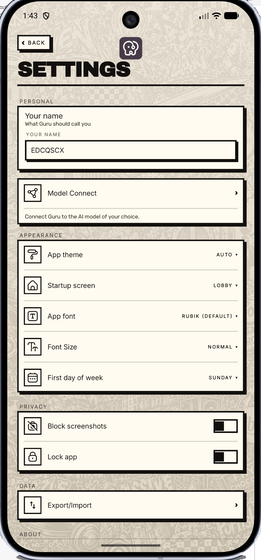 1:43
BACK
SETTINGS
PERSONAL
Your name
What Guru should call you
YOUR NAME
EDCQSCX
Model Connect
Connect Guru to the AI model of your choice.
APPEARANCE
App theme AUTO
Startup screen LOBBY
App font RUBIK (DEFAULT)
Font Size NORMAL
First day of week SUNDAY
PRIVACY
Block screenshots
Lock app
DATA
Export/Import
ABOUT